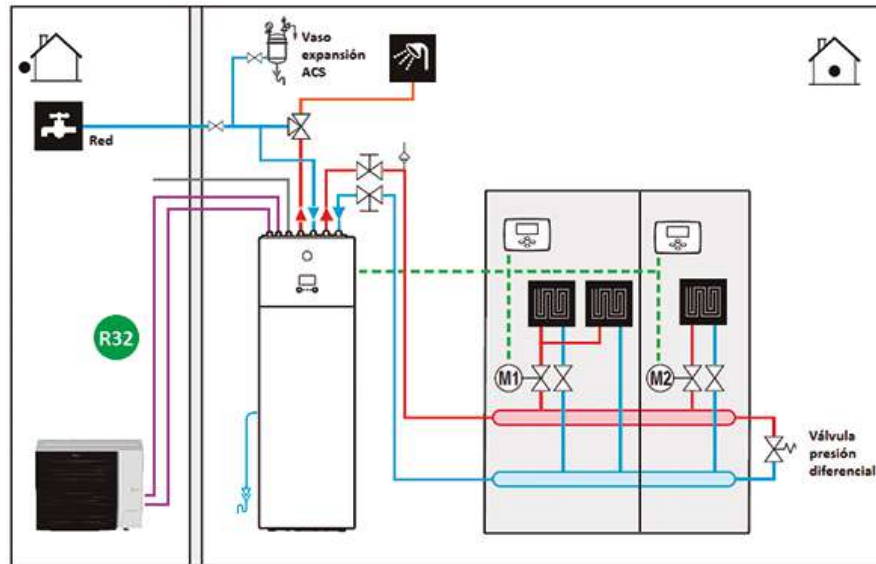 Vaso
expansión
ACS
Red
R32
M1
M2
Válvula
presión
diferencial